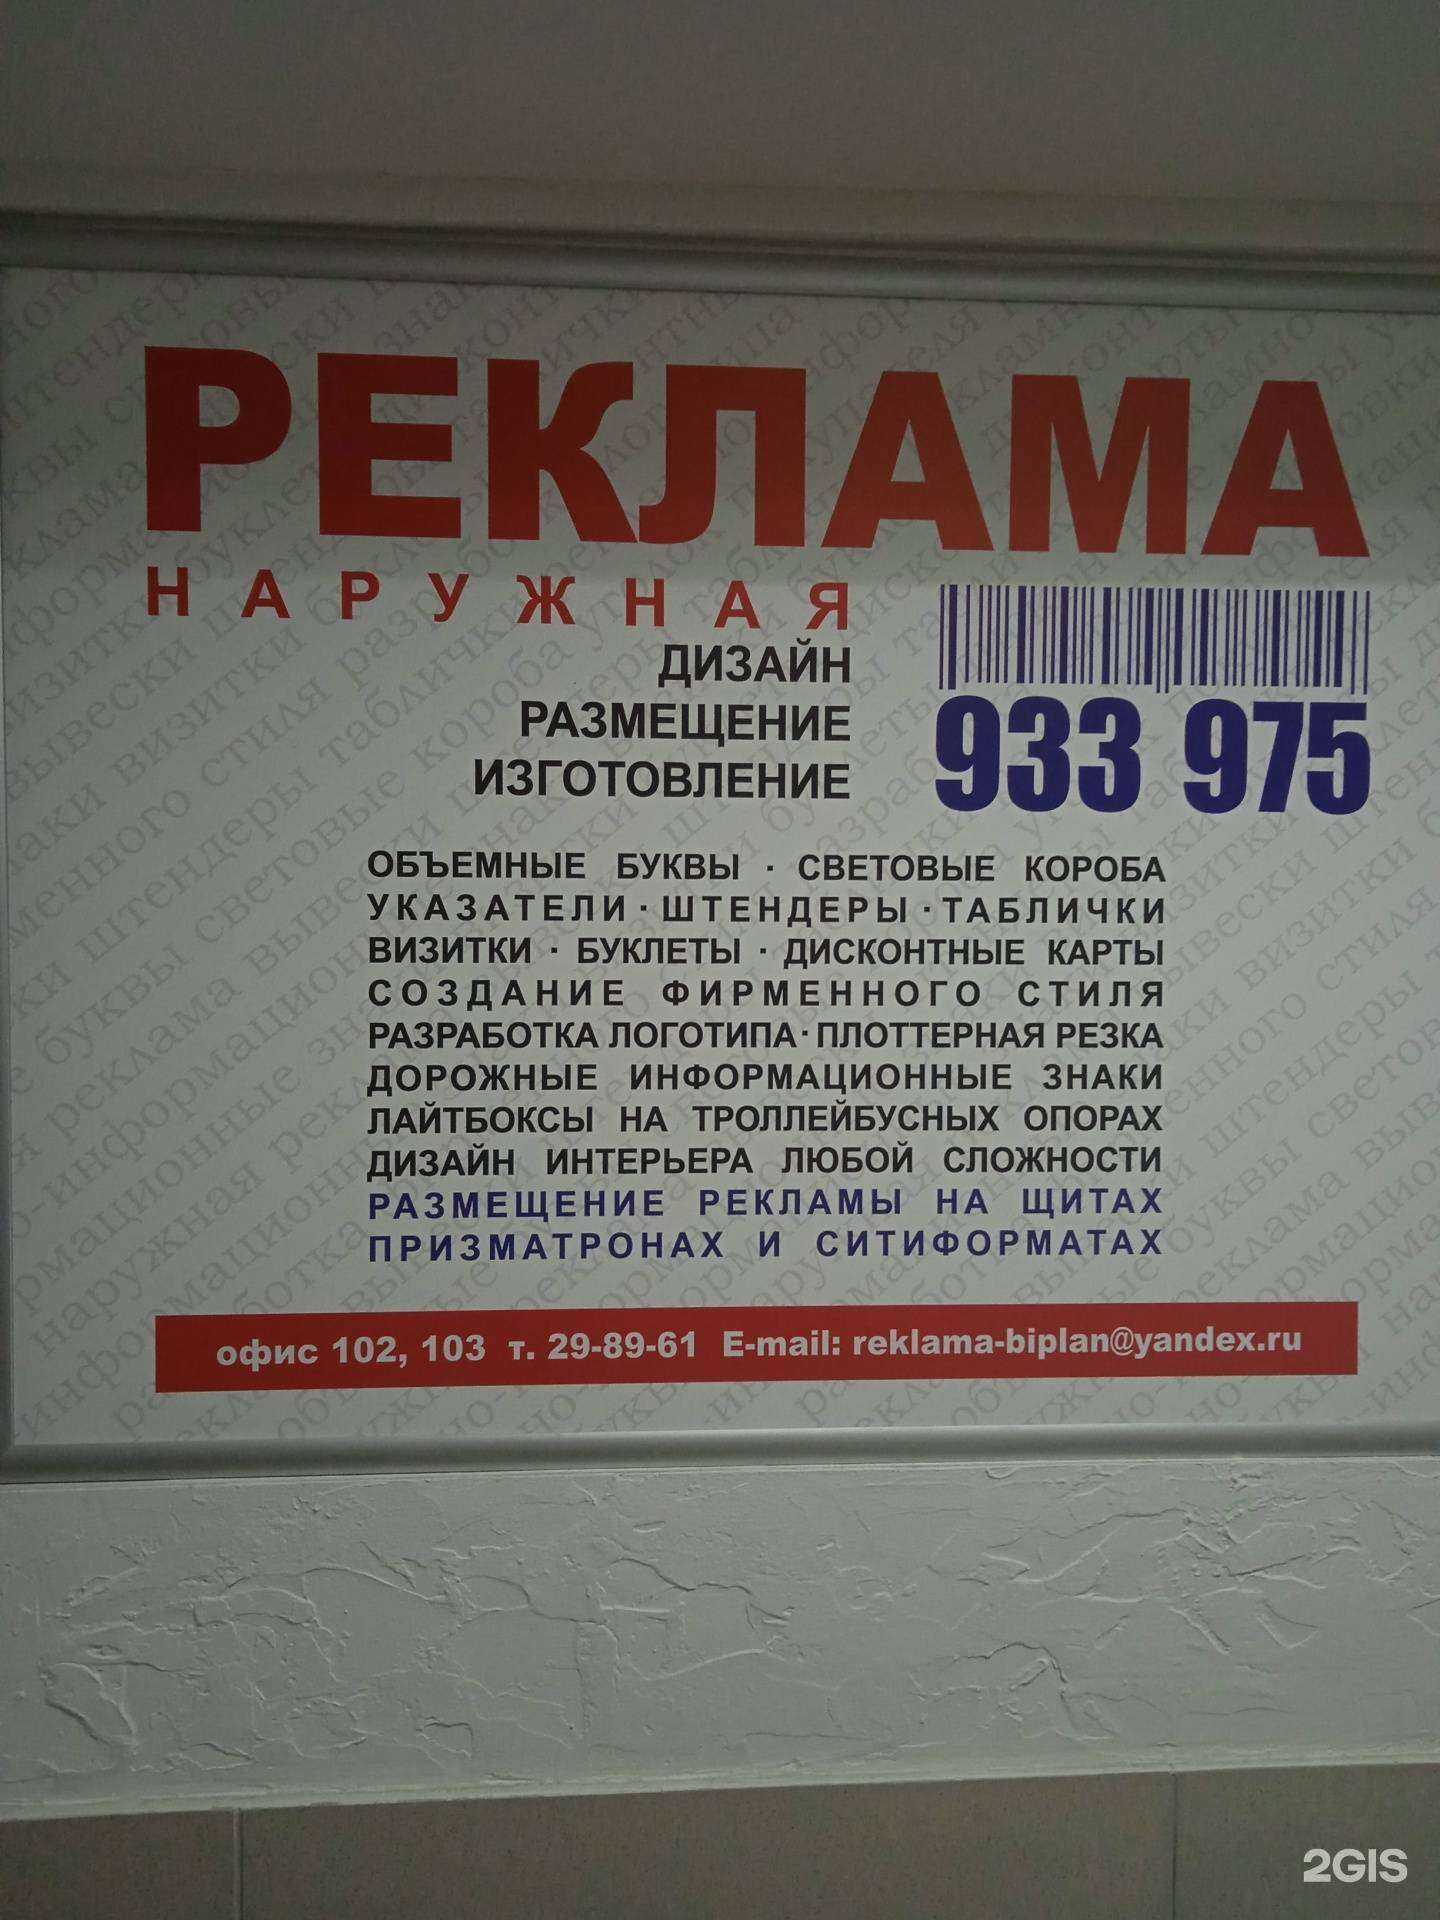 РЕКЛАМА
НАРУЖНАЯ
ДИЗАЙН
РАЗМЕЩЕНИЕ
ИЗГОТОВЛЕНИЕ
933 975
ОБЪЕМНЫЕ БУКВЫ · СВЕТОВЫЕ КОРОБА
УКАЗАТЕЛИ · ШТЕНДЕРЫ · ТАБЛИЧКИ
ВИЗИТКИ · БУКЛЕТЫ · ДИСКОНТНЫЕ КАРТЫ
СОЗДАНИЕ ФИРМЕННОГО СТИЛЯ
РАЗРАБОТКА ЛОГОТИПА · ПЛОТТЕРНАЯ РЕЗКА
ДОРОЖНЫЕ ИНФОРМАЦИОННЫЕ ЗНАКИ
ЛАЙТБОКСЫ НА ТРОЛЛЕЙБУСНЫХ ОПОРАХ
ДИЗАЙН ИНТЕРЬЕРА ЛЮБОЙ СЛОЖНОСТИ
РАЗМЕЩЕНИЕ РЕКЛАМЫ НА ЩИТАХ
ПРИЗМАТРОНАХ И СИТИФОРМАТАХ
офис 102, 103 т. 29-89-61 E-mail: reklama-biplan@yandex.ru
2GIS